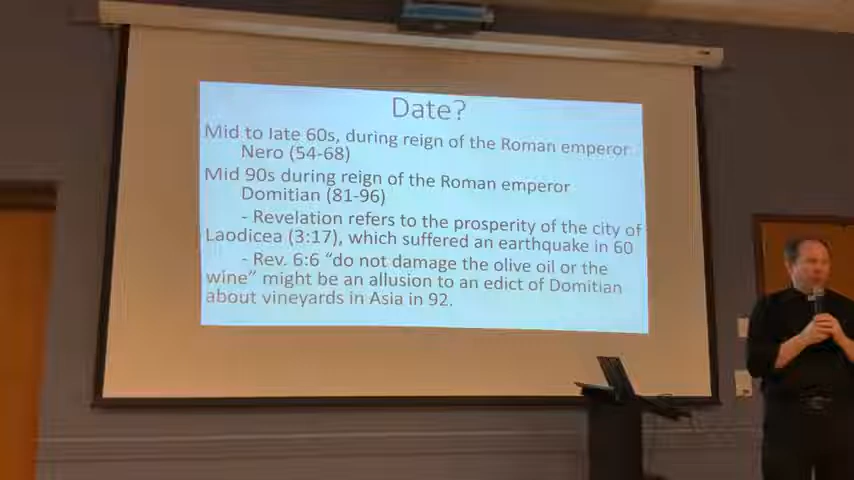 Date?
Mid to late 60s, during reign of the Roman emperor
Nero (54-68)
Mid 90s during reign of the Roman emperor
Domitian (81-96)
- Revelation refers to the prosperity of the city of
Laodicea (3:17), which suffered an earthquake in 60
- Rev. 6:6 “do not damage the olive oil or the
wine” might be an allusion to an edict of Domitian
about vineyards in Asia in 92.